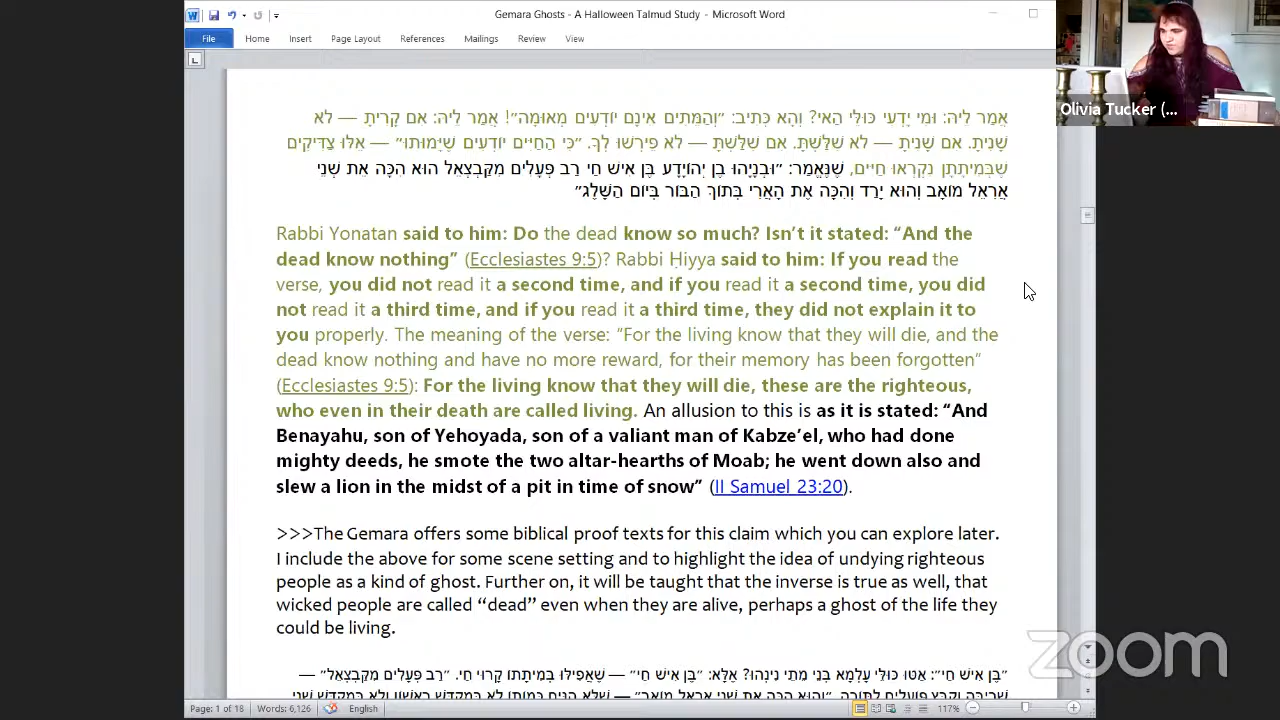 Gemara Ghosts - A Halloween Talmud Study - Microsoft Word
File Home Insert Page Layout References Mailings Review View
Olivia Tucker (...
אֲמַר לֵיהּ: וּמִי יָדְעִי כּוּלֵּי הַאי? וְהָא כְּתִיב: ״וְהַמֵּתִים אֵינָם יוֹדְעִים מְאוּמָה״! אֲמַר לֵיהּ: אִם קָרִיתָ — לֹא
שָׁנִיתָ. אִם שָׁנִיתָ — לֹא שִׁלַּשְׁתָּ. אִם שִׁלַּשְׁתָּ — לֹא פֵּירְשׁוּ לְךָ. ״כִּי הַחַיִּים יוֹדְעִים שֶׁיָּמוּתוּ״ — אֵלּוּ צַדִּיקִים
שֶׁבְּמִיתָתָן נִקְרְאוּ חַיִּים, שֶׁנֶּאֱמַר: ״וּבְנָיָהוּ בֶן יְהוֹיָדָע בֶּן אִישׁ חַי רַב פְּעָלִים מִקַּבְצְאֵל הוּא הִכָּה אֵת שְׁנֵי
אֲרִאֵל מוֹאָב וְהוּא יָרַד וְהִכָּה אֶת הָאֲרִי בְּתוֹךְ הַבּוֹר בְּיוֹם הַשָּׁלֶג״
Rabbi Yonatan said to him: Do the dead know so much? Isn't it stated: “And the
dead know nothing” (Ecclesiastes 9:5)? Rabbi Ḥiyya said to him: If you read the
verse, you did not read it a second time, and if you read it a second time, you did
not read it a third time, and if you read it a third time, they did not explain it to
you properly. The meaning of the verse: “For the living know that they will die, and the
dead know nothing and have no more reward, for their memory has been forgotten”
(Ecclesiastes 9:5): For the living know that they will die, these are the righteous,
who even in their death are called living. An allusion to this is as it is stated: “And
Benayahu, son of Yehoyada, son of a valiant man of Kabze’el, who had done
mighty deeds, he smote the two altar-hearths of Moab; he went down also and
slew a lion in the midst of a pit in time of snow” (II Samuel 23:20).
>>>The Gemara offers some biblical proof texts for this claim which you can explore later.
I include the above for some scene setting and to highlight the idea of undying righteous
people as a kind of ghost. Further on, it will be taught that the inverse is true as well, that
wicked people are called “dead” even when they are alive, perhaps a ghost of the life they
could be living.
״בֶּן אִישׁ חַי״: אַטּוּ כּוּלֵּי עָלְמָא בְּנֵי מֵתֵי נִינְהוּ? אֶלָּא: ״בֶּן אִישׁ חַי״ — שֶׁאֲפִילּוּ בְּמִיתָתוֹ קָרוּי חַי. ״רַב פְּעָלִים מִקַּבְצְאֵל״ —
zoom
Page: 1 of 18 Words: 6,126 English 117%